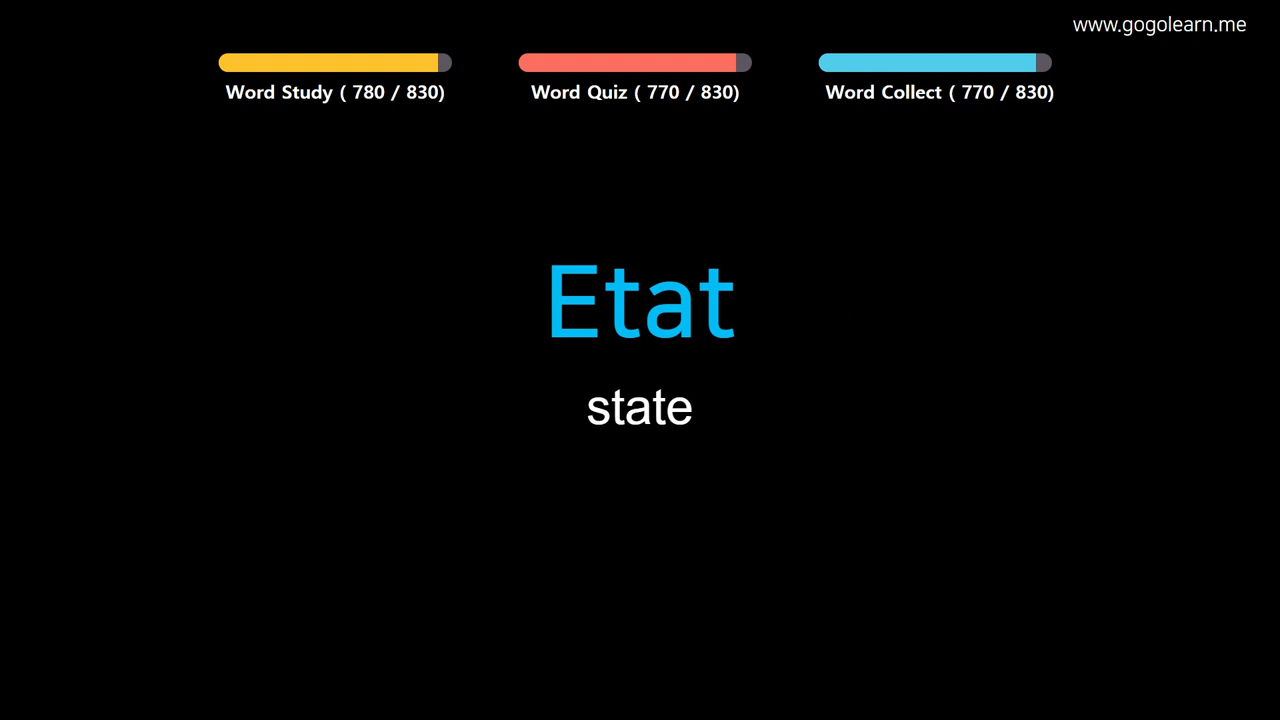 www.gogolearn.me
Word Study ( 780 / 830)
Word Quiz ( 770 / 830)
Word Collect ( 770 / 830)
Etat
state